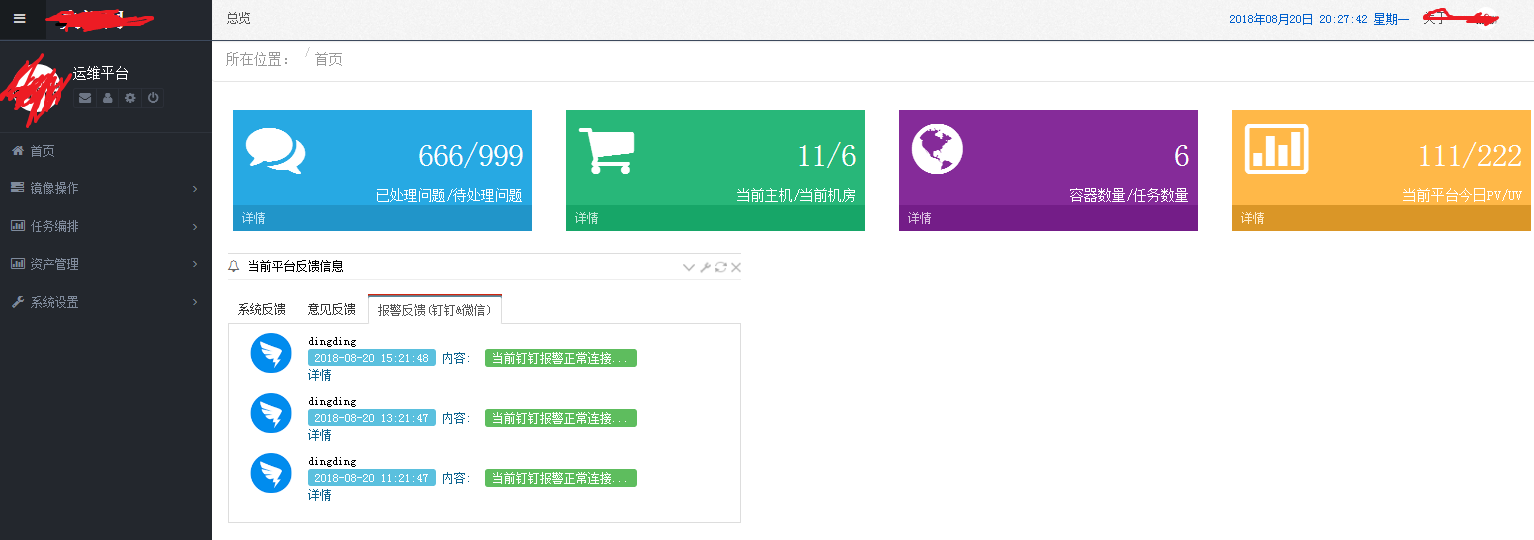 总览
2018年08月20日 20:27:42 星期一
运维平台
所在位置： / 首页
首页
镜像操作
任务编排
资产管理
系统设置
666/999
已处理问题/待处理问题
详情
11/6
当前主机/当前机房
详情
6
容器数量/任务数量
详情
111/222
当前平台今日PV/UV
详情
当前平台反馈信息
系统反馈 意见反馈 报警反馈(钉钉&微信)
dingding
2018-08-20 15:21:48 内容: 当前钉钉报警正常连接...
详情
dingding
2018-08-20 13:21:47 内容: 当前钉钉报警正常连接...
详情
dingding
2018-08-20 11:21:47 内容: 当前钉钉报警正常连接...
详情